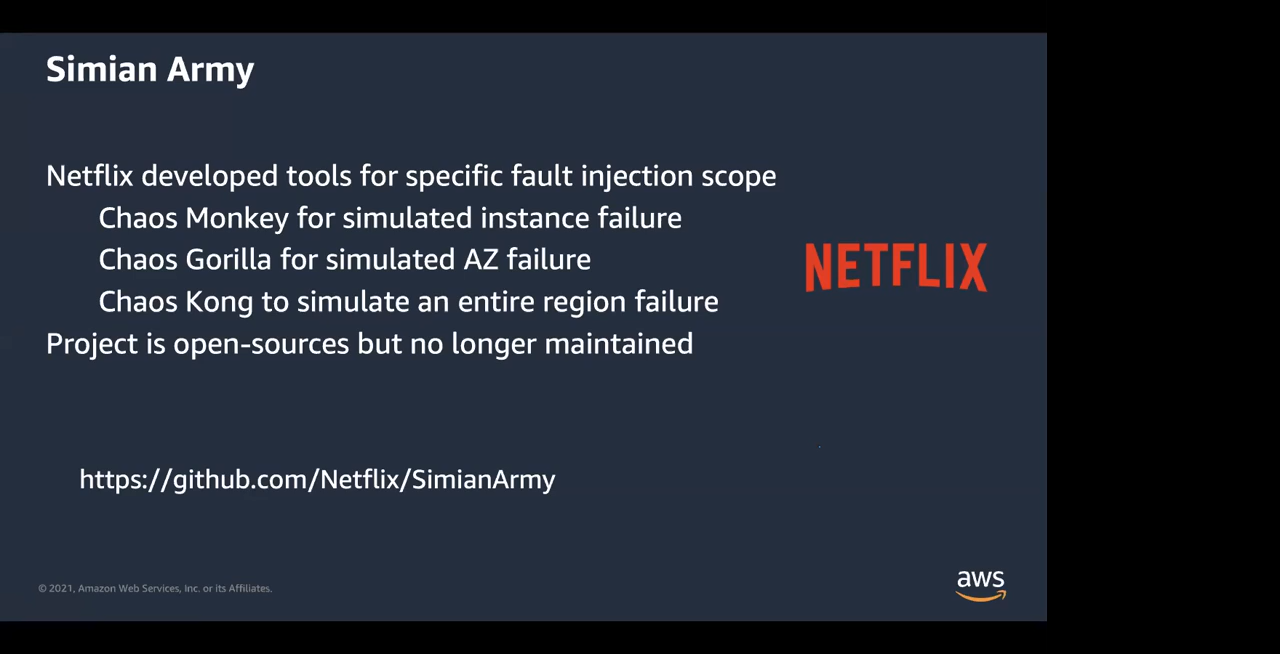 Simian Army
Netflix developed tools for specific fault injection scope
Chaos Monkey for simulated instance failure
Chaos Gorilla for simulated AZ failure
Chaos Kong to simulate an entire region failure
NETFLIX
Project is open-sources but no longer maintained
https://github.com/Netflix/SimianArmy
© 2021, Amazon Web Services, Inc. or its Affiliates.
aws